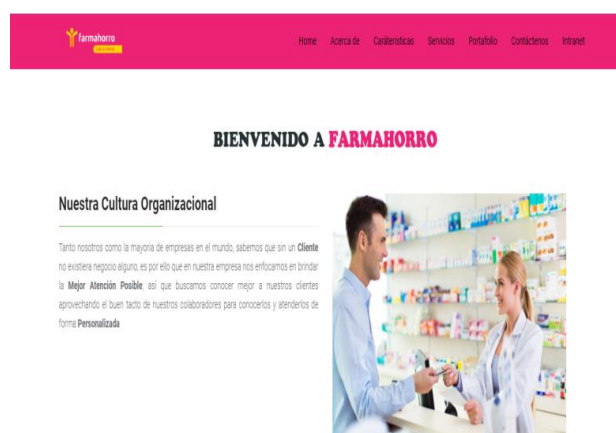 farmahorro
Home Acerca de Caráteristicas Servicios Portafolio Contáctenos Intranet
BIENVENIDO A FARMAHORRO
Nuestra Cultura Organizacional
Tanto nosotros como la mayoria de empresas en el mundo, sabemos que sin un Cliente
no existiera negocio alguno, es por ello que en nuestra empresa nos enfocamos en brindar
la Mejor Atención Posible, así que buscamos conocer mejor a nuestros clientes
aprovechando el buen tacto de nuestros colaboradores para conocerlos y atenderlos de
forma Personalizada